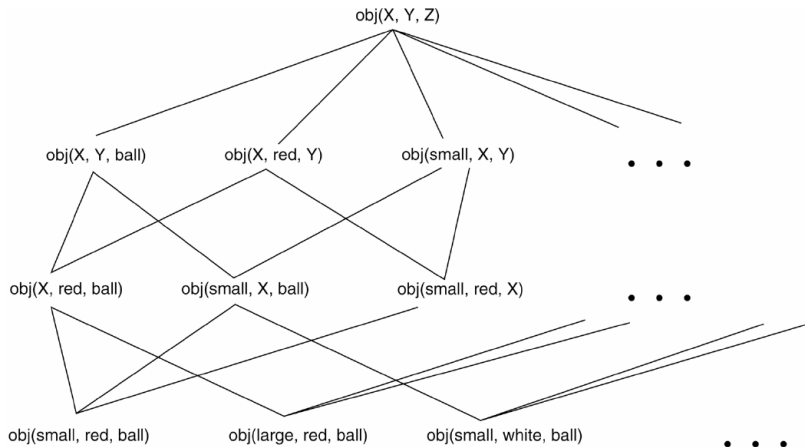 obj(X, Y, Z)
obj(X, Y, ball)
obj(X, red, Y)
obj(small, X, Y)
• • •
obj(X, red, ball)
obj(small, X, ball)
obj(small, red, X)
• • •
obj(small, red, ball)
obj(large, red, ball)
obj(small, white, ball)
• • •